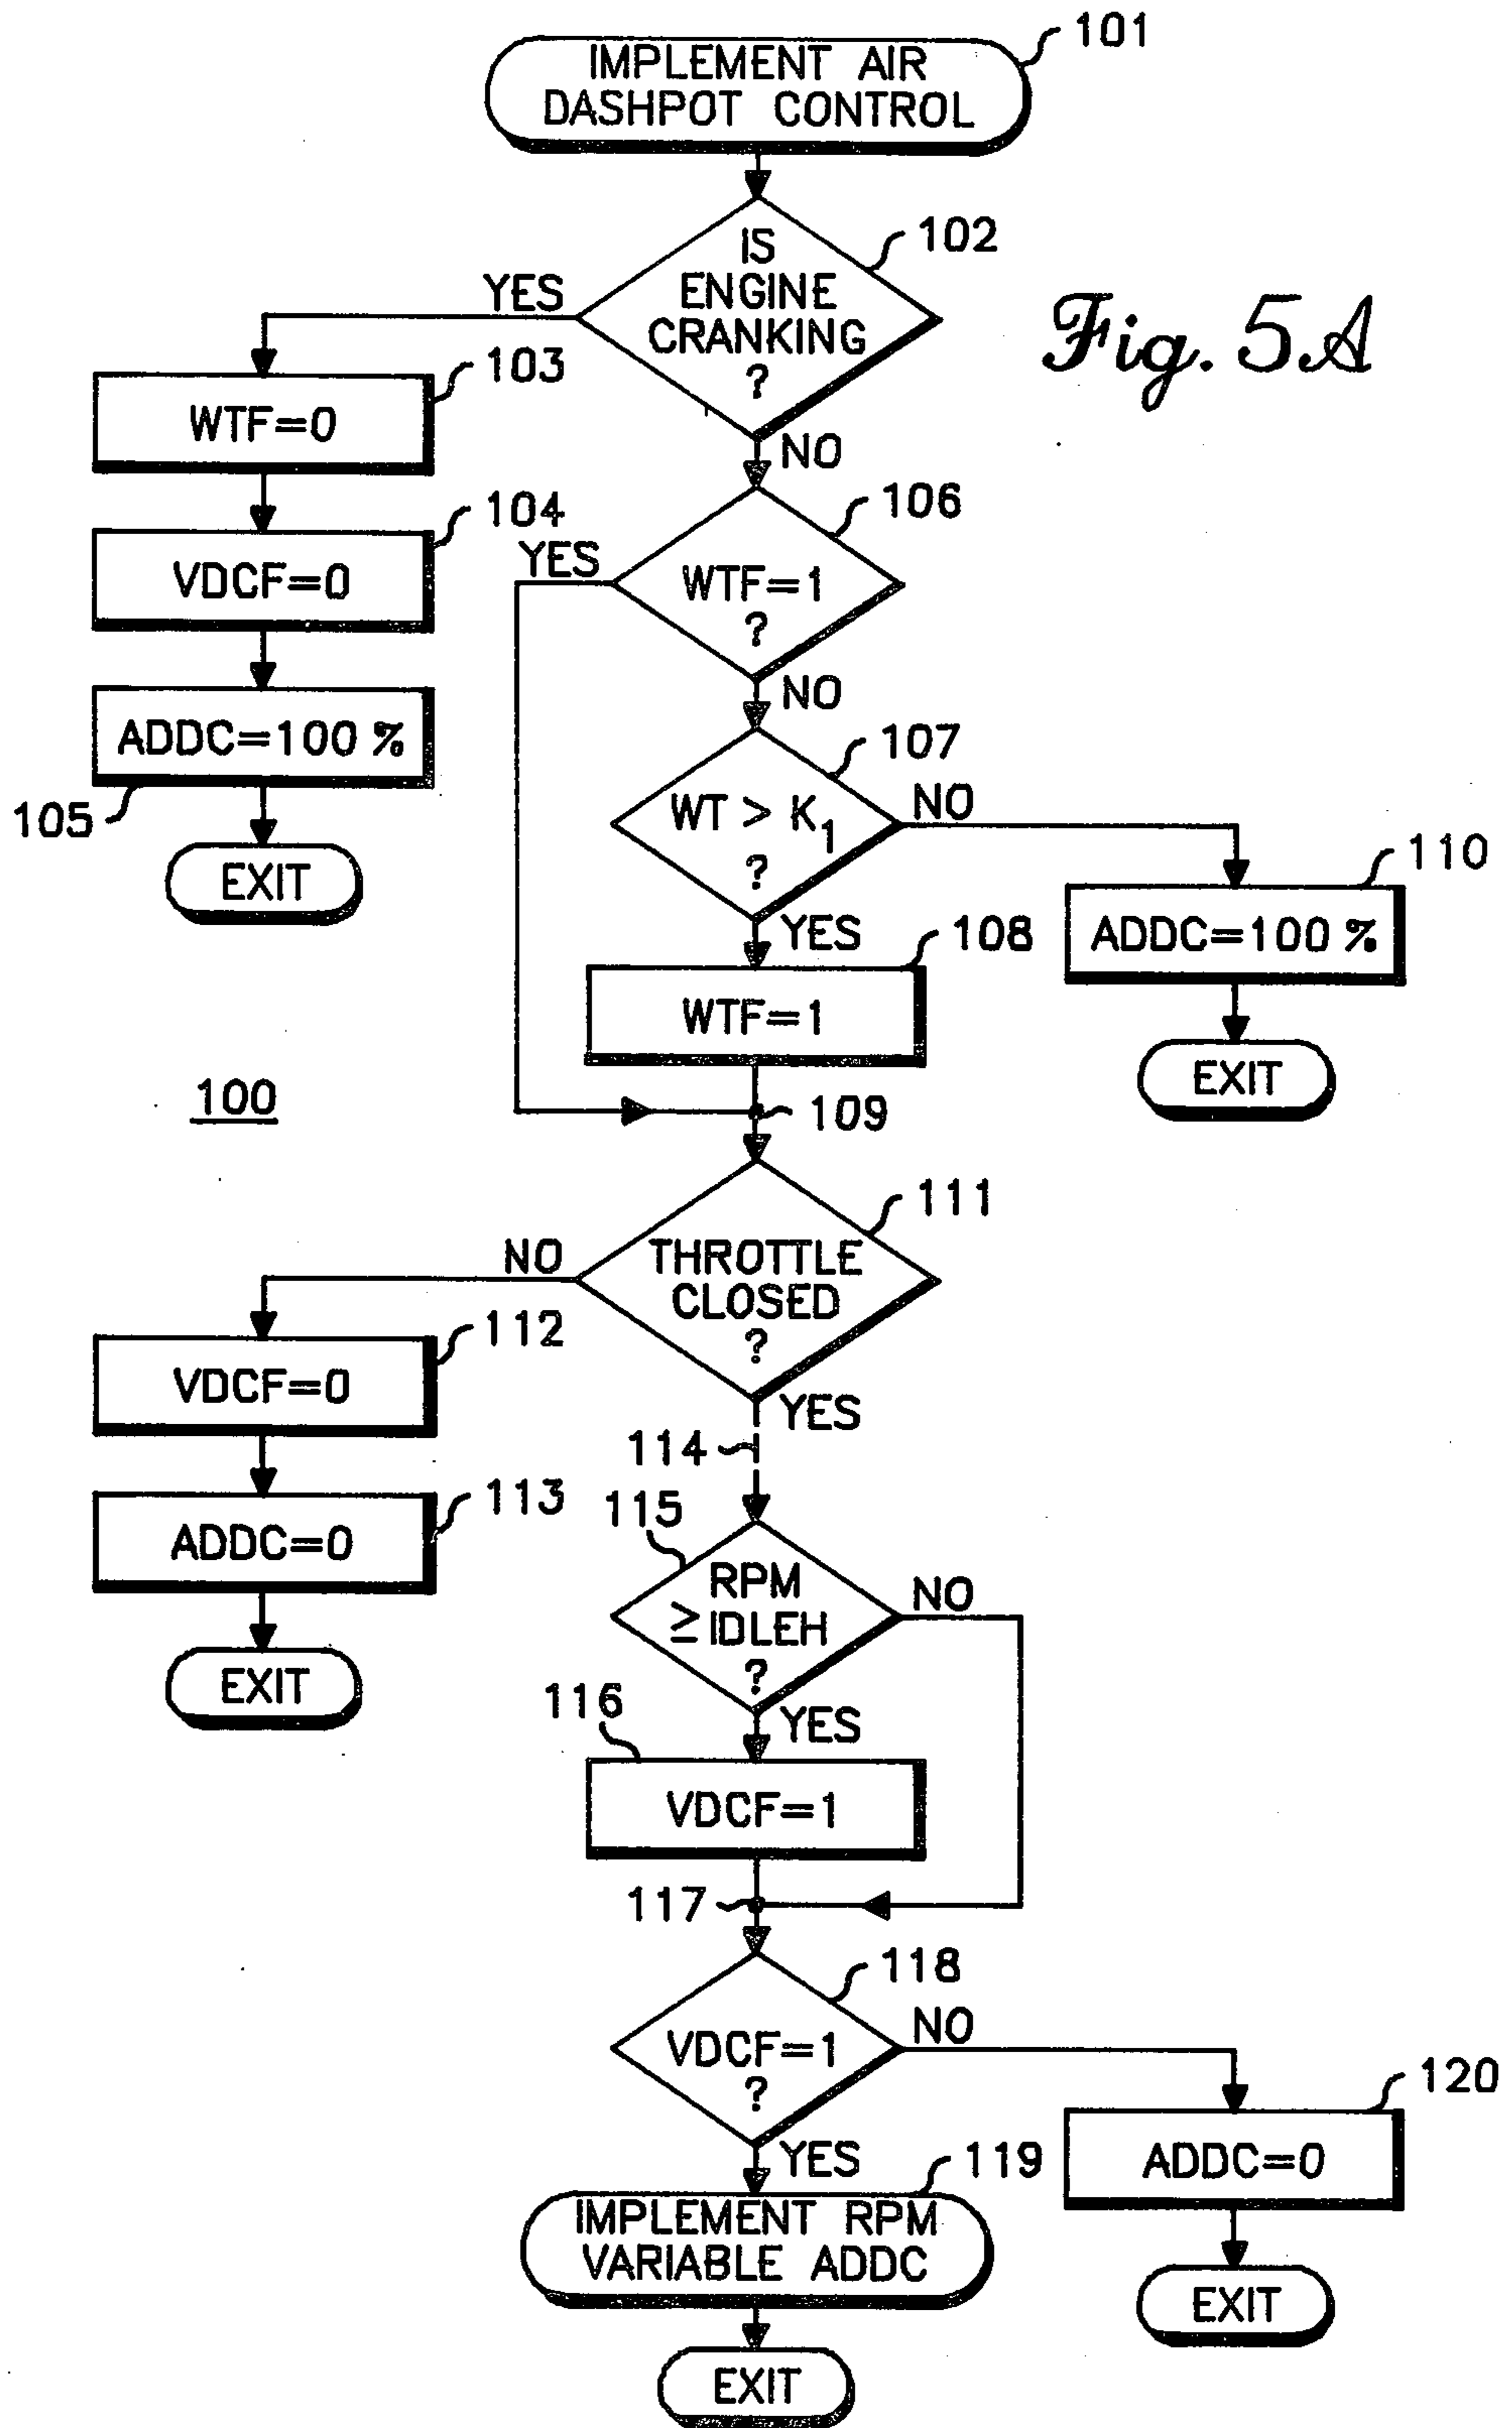 IMPLEMENT AIR
DASHPOT CONTROL
101
IS
ENGINE
CRANKING
?
102
YES
NO
Fig. 5A
WTF=0
103
VDCF=0
104
ADDC=100 %
105
EXIT
WTF=1
?
106
YES
NO
WT > K1
?
107
NO
YES
ADDC=100 %
110
EXIT
WTF=1
108
100
109
THROTTLE
CLOSED
?
111
NO
YES
VDCF=0
112
ADDC=0
113
EXIT
114
115
RPM
≥IDLEH
?
NO
YES
116
VDCF=1
117
VDCF=1
?
118
NO
YES
ADDC=0
120
EXIT
IMPLEMENT RPM
VARIABLE ADDC
119
EXIT